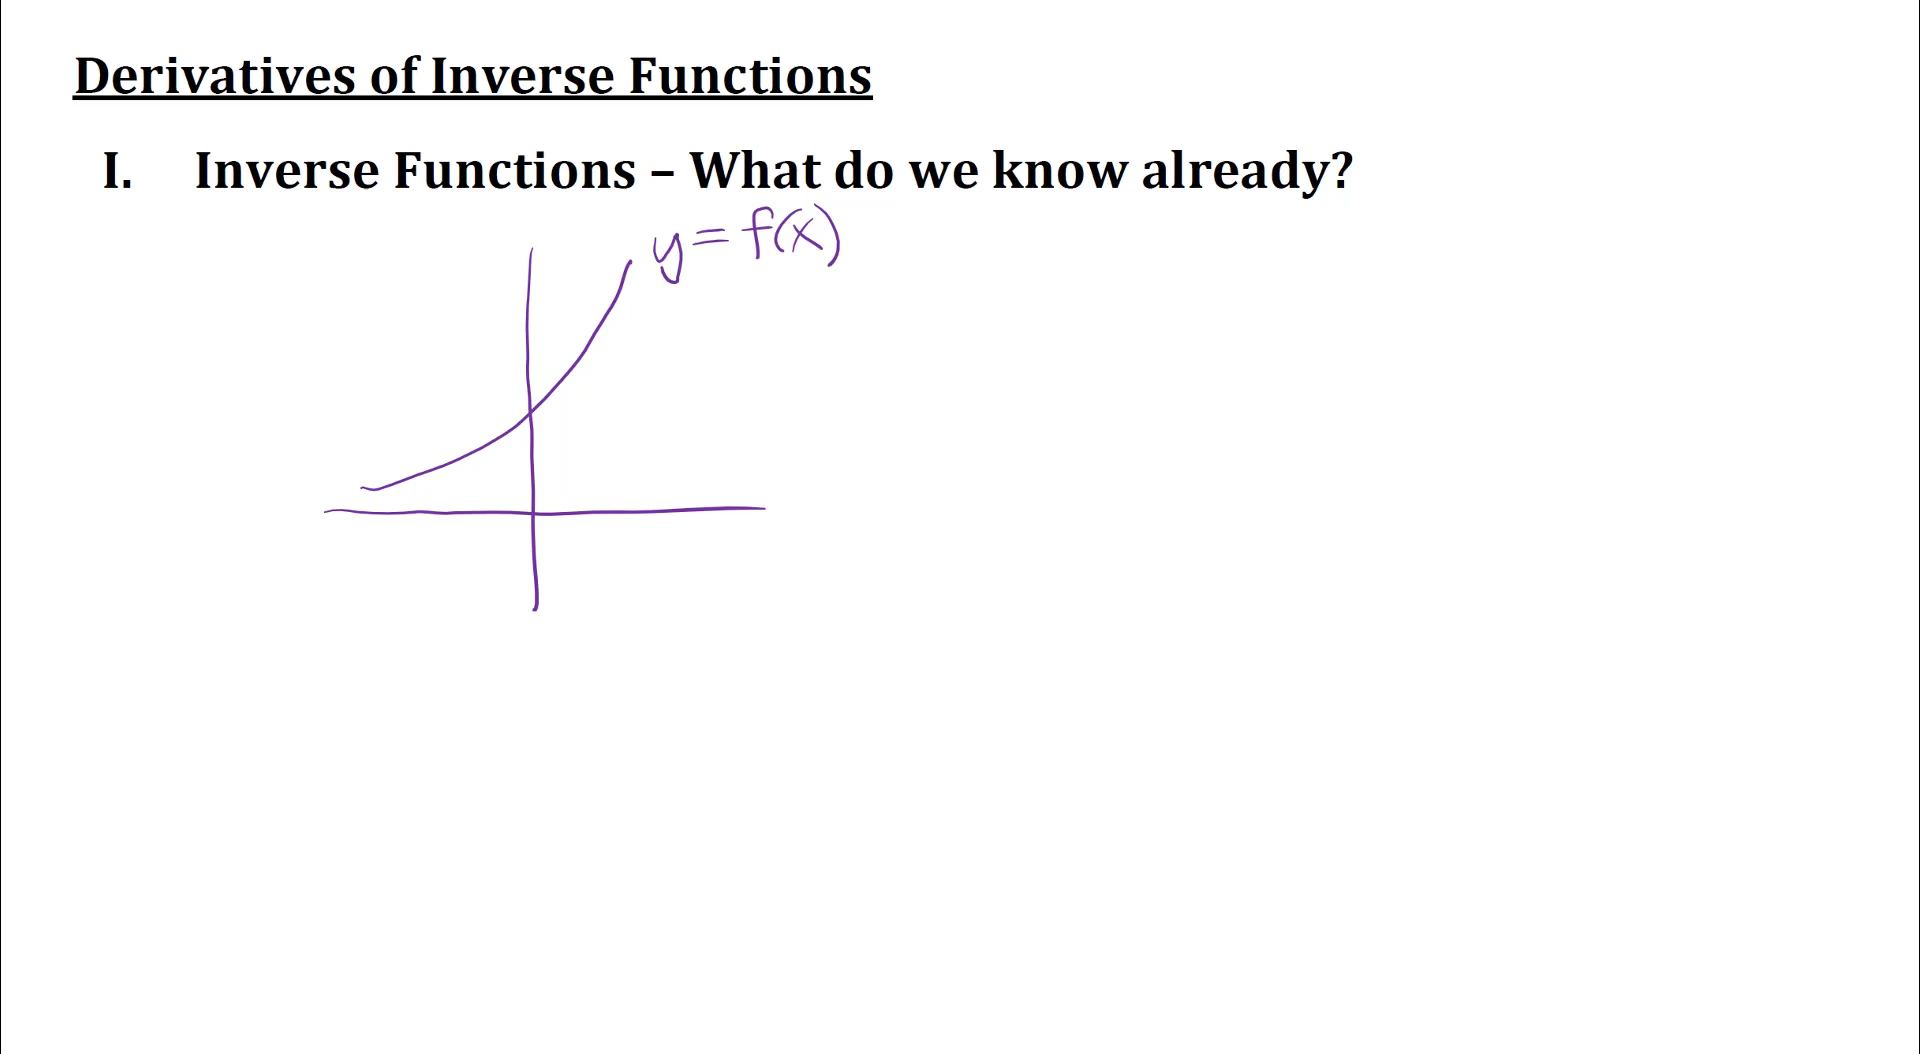 Derivatives of Inverse Functions
I. Inverse Functions – What do we know already?
y = f(x)